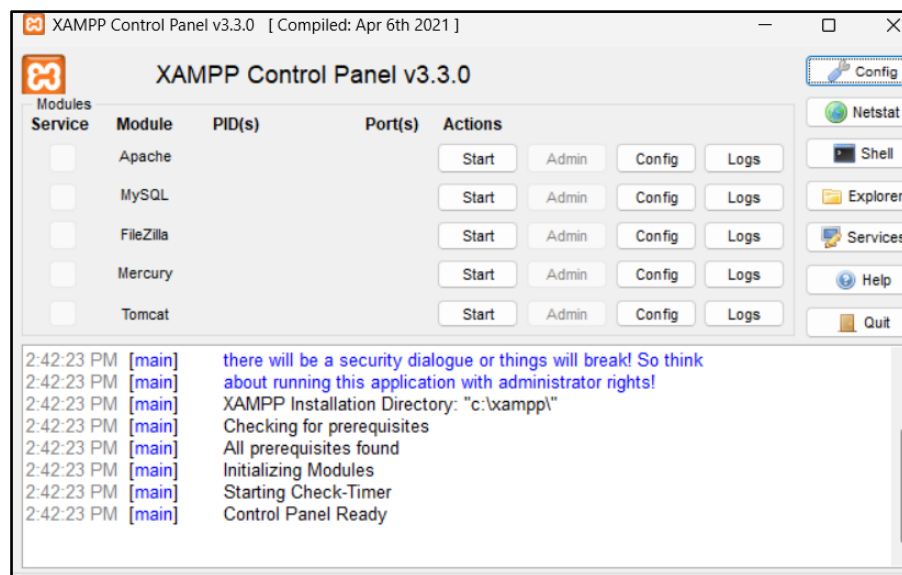 XAMPP Control Panel v3.3.0 [ Compiled: Apr 6th 2021 ]
XAMPP Control Panel v3.3.0
Config
Modules
Service Module PID(s) Port(s) Actions
Netstat
Apache Start Admin Config Logs
Shell
MySQL Start Admin Config Logs
Explorer
FileZilla Start Admin Config Logs
Services
Mercury Start Admin Config Logs
Help
Tomcat Start Admin Config Logs
Quit
2:42:23 PM [main] there will be a security dialogue or things will break! So think
2:42:23 PM [main] about running this application with administrator rights!
2:42:23 PM [main] XAMPP Installation Directory: "c:\xampp\"
2:42:23 PM [main] Checking for prerequisites
2:42:23 PM [main] All prerequisites found
2:42:23 PM [main] Initializing Modules
2:42:23 PM [main] Starting Check-Timer
2:42:23 PM [main] Control Panel Ready